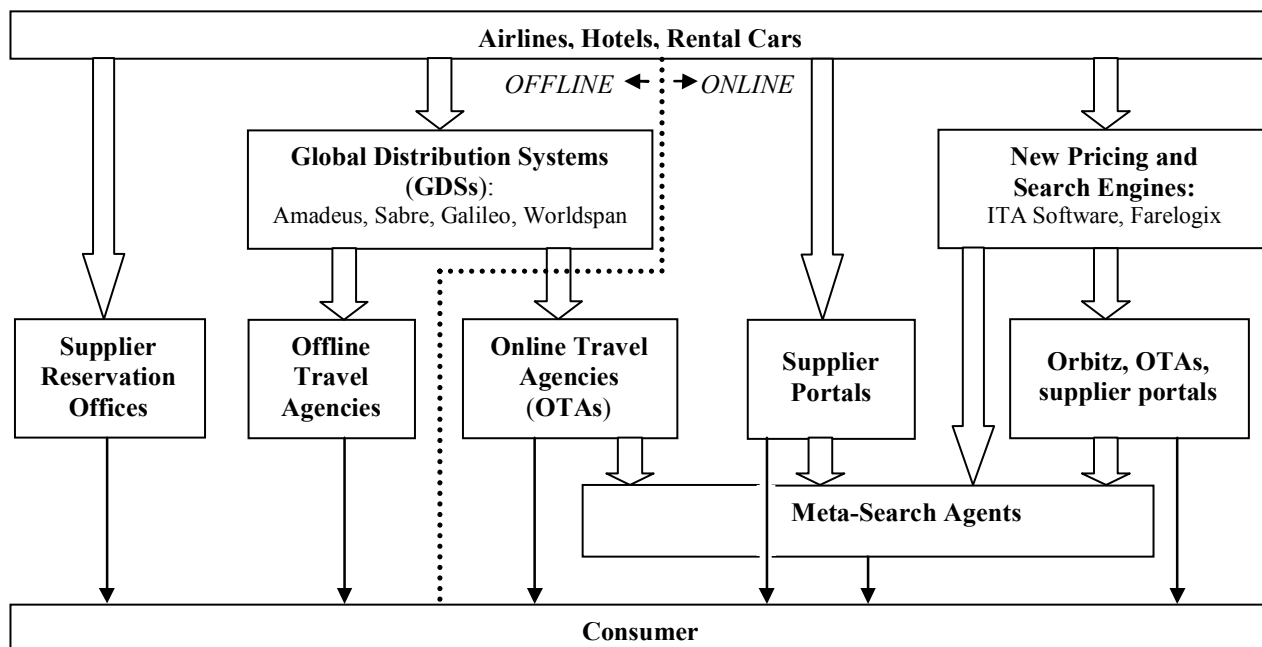 Airlines, Hotels, Rental Cars
OFFLINE ONLINE
Global Distribution Systems
(GDSs):
Amadeus, Sabre, Galileo, Worldspan
New Pricing and
Search Engines:
ITA Software, Farelogix
Supplier
Reservation
Offices
Offline
Travel
Agencies
Online Travel
Agencies
(OTAs)
Supplier
Portals
Orbitz, OTAs,
supplier portals
Meta-Search Agents
Consumer